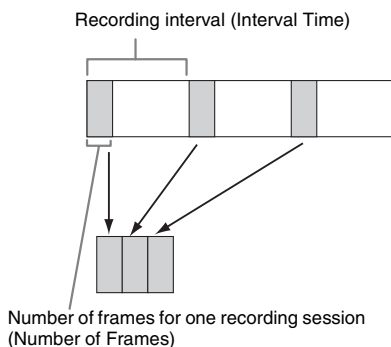 Recording interval (Interval Time)
Number of frames for one recording session
(Number of Frames)